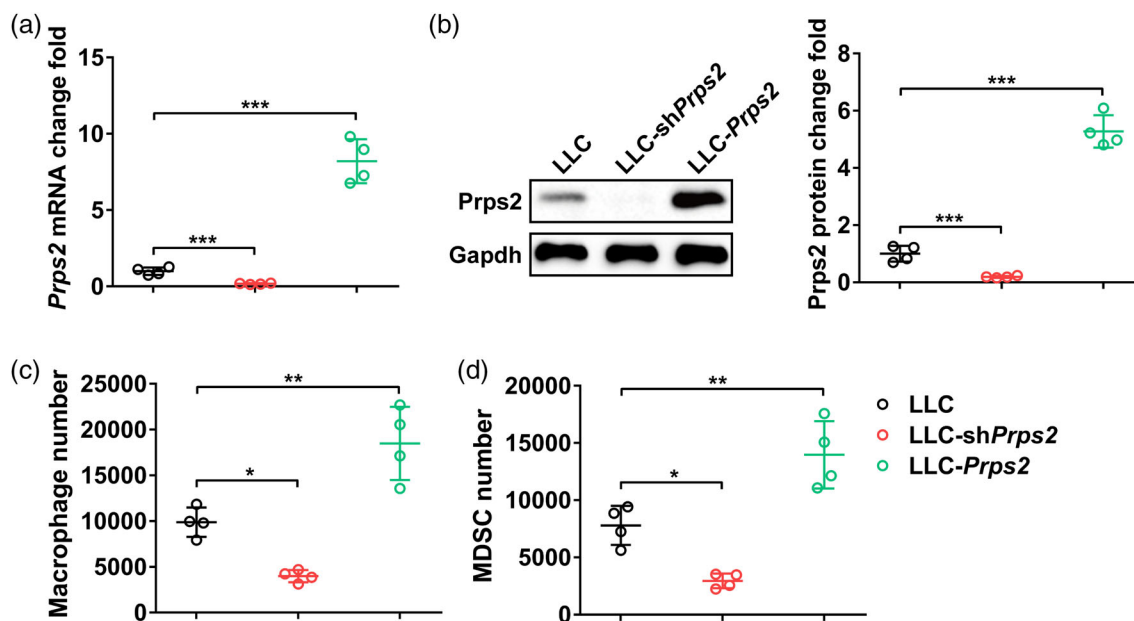 (a)
Prps2 mRNA change fold
15
10
5
0
***
***
(b)
LLC
LLC-shPrps2
LLC-Prps2
Prps2
Gapdh
Prps2 protein change fold
8
6
4
2
0
***
***
(c)
Macrophage number
25000
20000
15000
10000
5000
0
**
*
(d)
MDSC number
20000
15000
10000
5000
0
**
*
LLC
LLC-shPrps2
LLC-Prps2